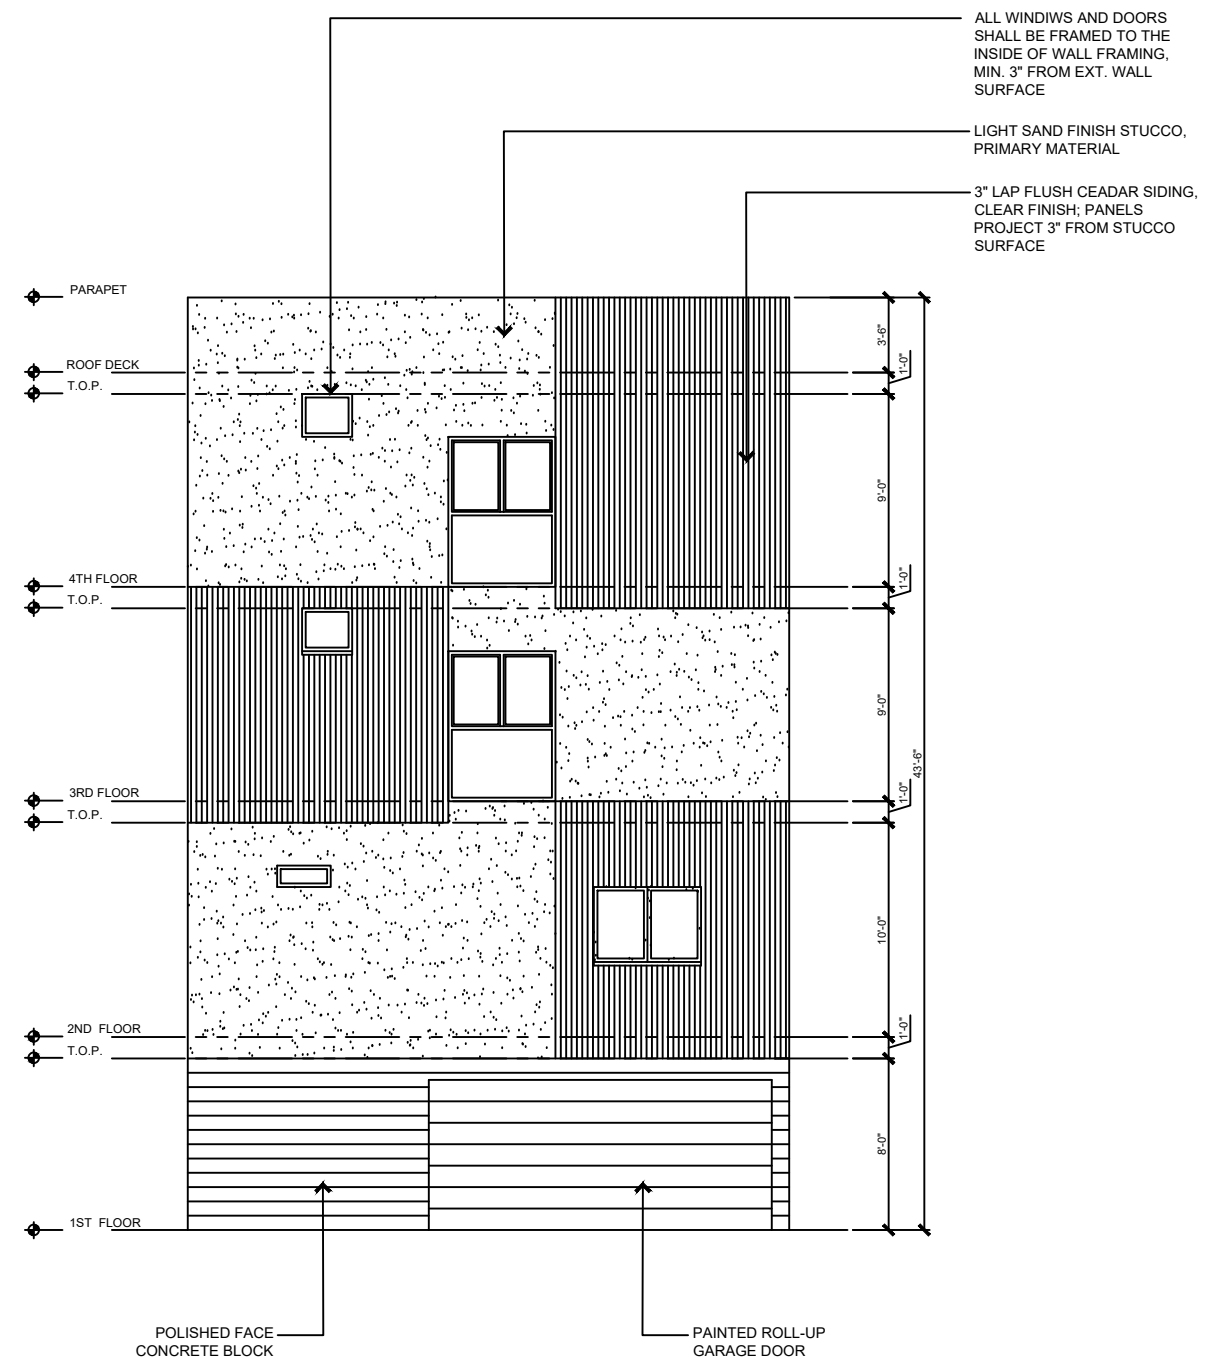 ALL WINDIWS AND DOORS
SHALL BE FRAMED TO THE
INSIDE OF WALL FRAMING,
MIN. 3" FROM EXT. WALL
SURFACE
LIGHT SAND FINISH STUCCO,
PRIMARY MATERIAL
3" LAP FLUSH CEADAR SIDING,
CLEAR FINISH; PANELS
PROJECT 3" FROM STUCCO
SURFACE
PARAPET
3'-6"
ROOF DECK
1'-0"
T.O.P.
9'-0"
4TH FLOOR
1'-0"
T.O.P.
9'-0"
43'-6"
3RD FLOOR
1'-0"
T.O.P.
10'-0"
2ND FLOOR
1'-0"
T.O.P.
8'-0"
1ST FLOOR
POLISHED FACE
CONCRETE BLOCK
PAINTED ROLL-UP
GARAGE DOOR